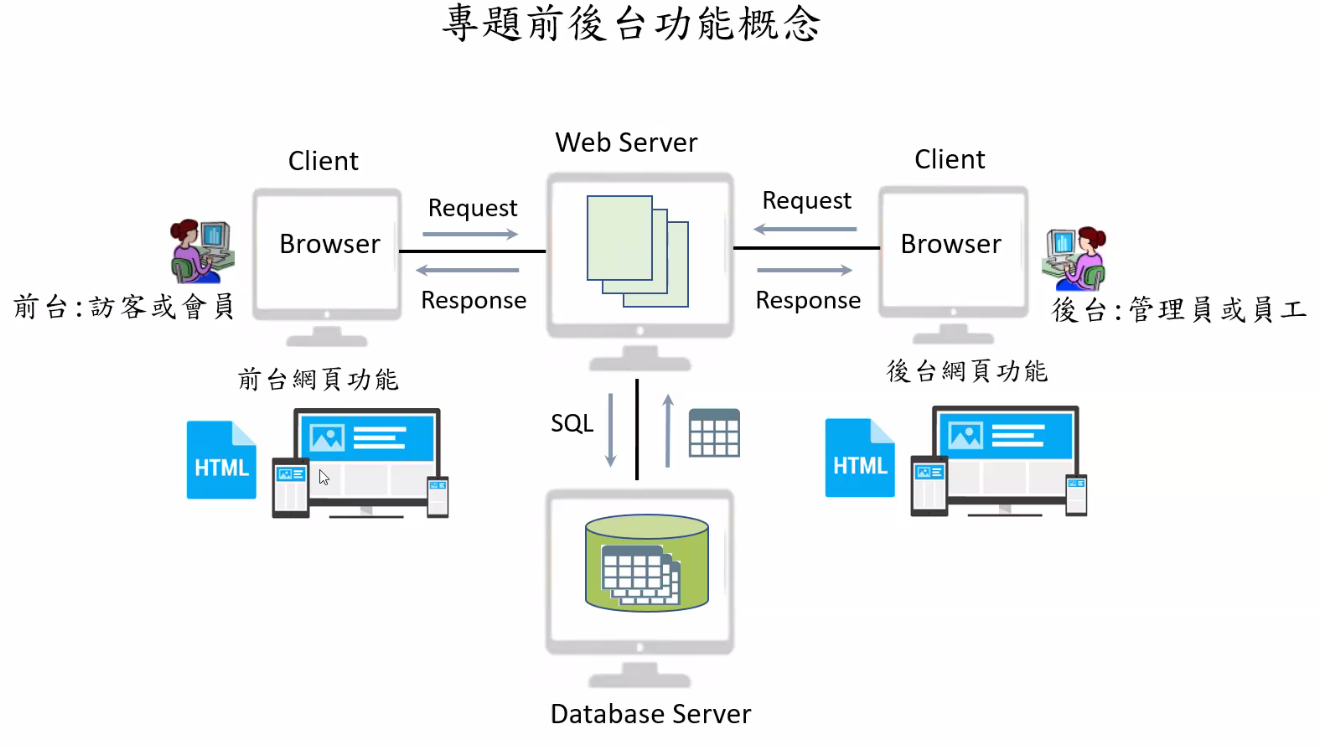 專題前後台功能概念
Client
Web Server
Client
Browser
Request
Response
Request
Response
Browser
前台:訪客或會員
後台:管理員或員工
前台網頁功能
後台網頁功能
HTML
SQL
HTML
Database Server